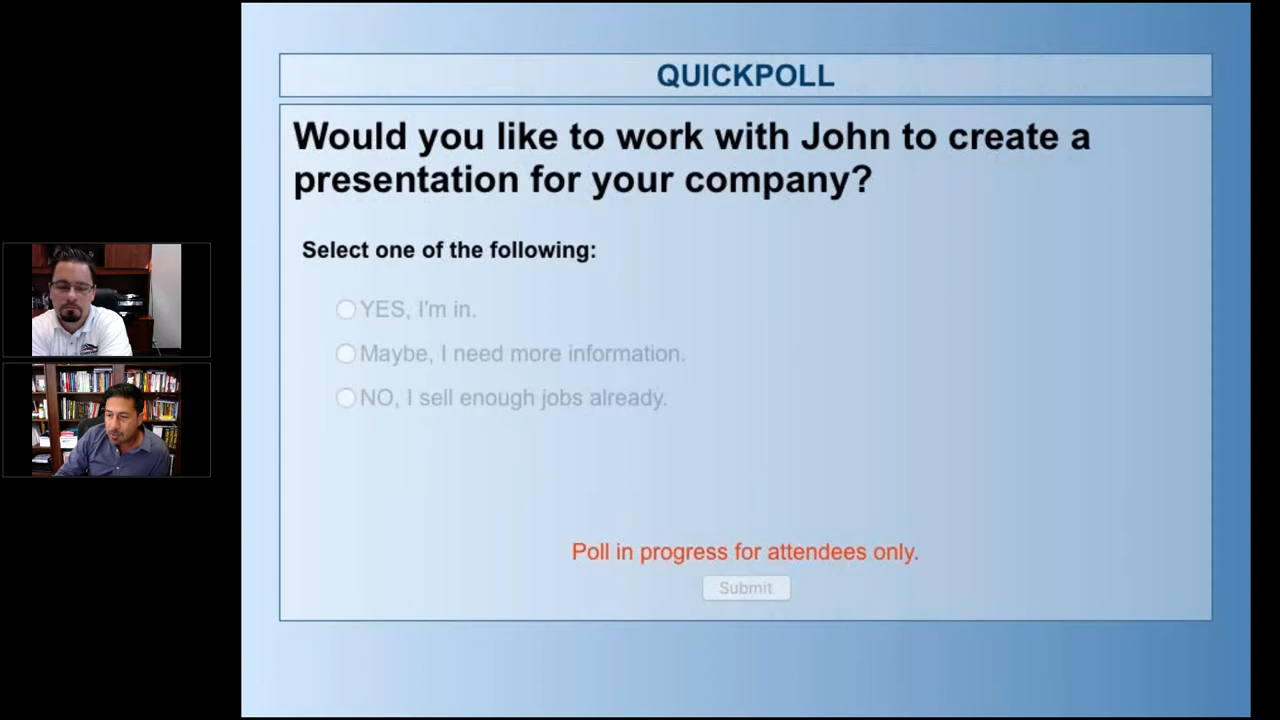 QUICKPOLL
Would you like to work with John to create a
presentation for your company?
Select one of the following:
YES, I'm in.
Maybe, I need more information.
NO, I sell enough jobs already.
Poll in progress for attendees only.
Submit